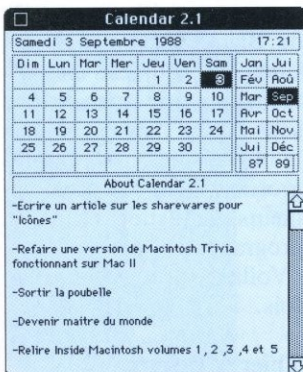 Calendar 2.1
Samedi 3 Septembre 1988 17:21
Dim Lun Mar Mer Jeu Ven Sam Jan Jui
1 2 3 Fév Aoû
4 5 6 7 8 9 10 Mar Sep
11 12 13 14 15 16 17 Avr Oct
18 19 20 21 22 23 24 Mai Nov
25 26 27 28 29 30 Jui Déc
87 89
About Calendar 2.1
-Ecrire un article sur les sharewares pour
"Icônes"
-Refaire une version de Macintosh Trivia
fonctionnant sur Mac II
-Sortir la poubelle
-Devenir maitre du monde
-Relire Inside Macintosh volumes 1 , 2 ,3 ,4 et 5